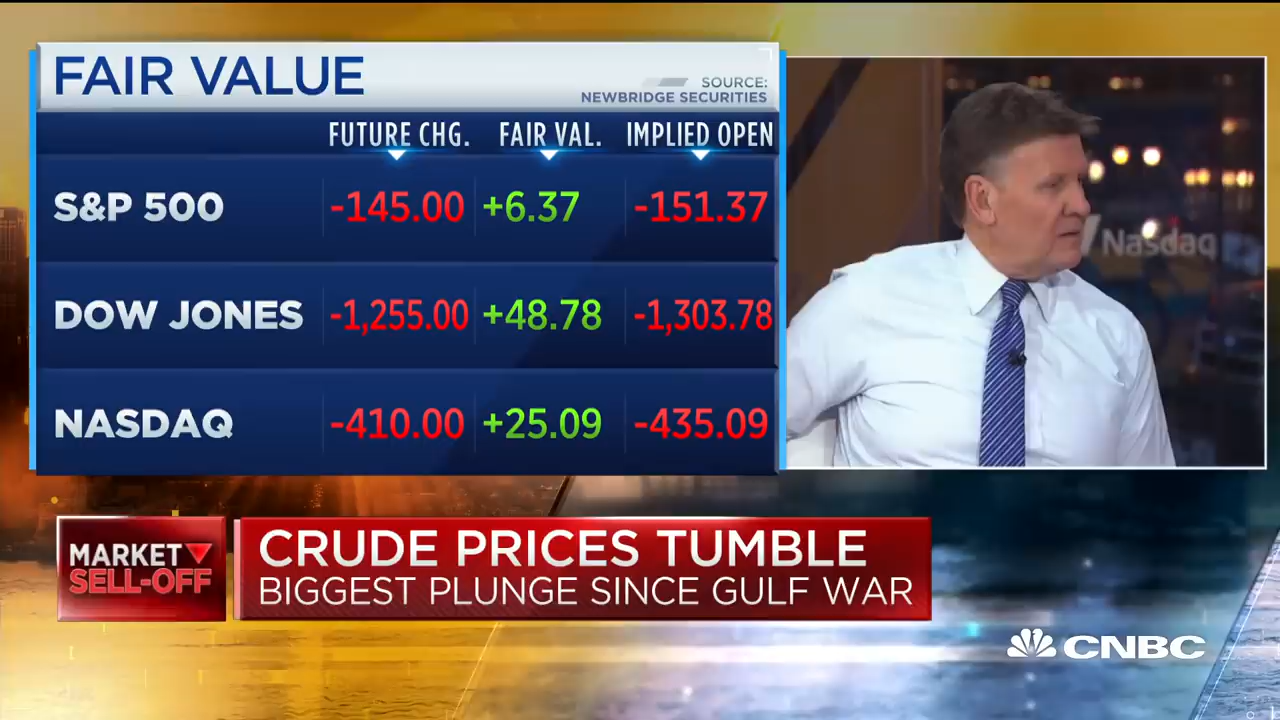 FAIR VALUE
SOURCE:
NEWBRIDGE SECURITIES
FUTURE CHG. FAIR VAL. IMPLIED OPEN
S&P 500 -145.00 +6.37 -151.37
DOW JONES -1,255.00 +48.78 -1,303.78
NASDAQ -410.00 +25.09 -435.09
Nasdaq
MARKET
SELL-OFF
CRUDE PRICES TUMBLE
BIGGEST PLUNGE SINCE GULF WAR
CNBC